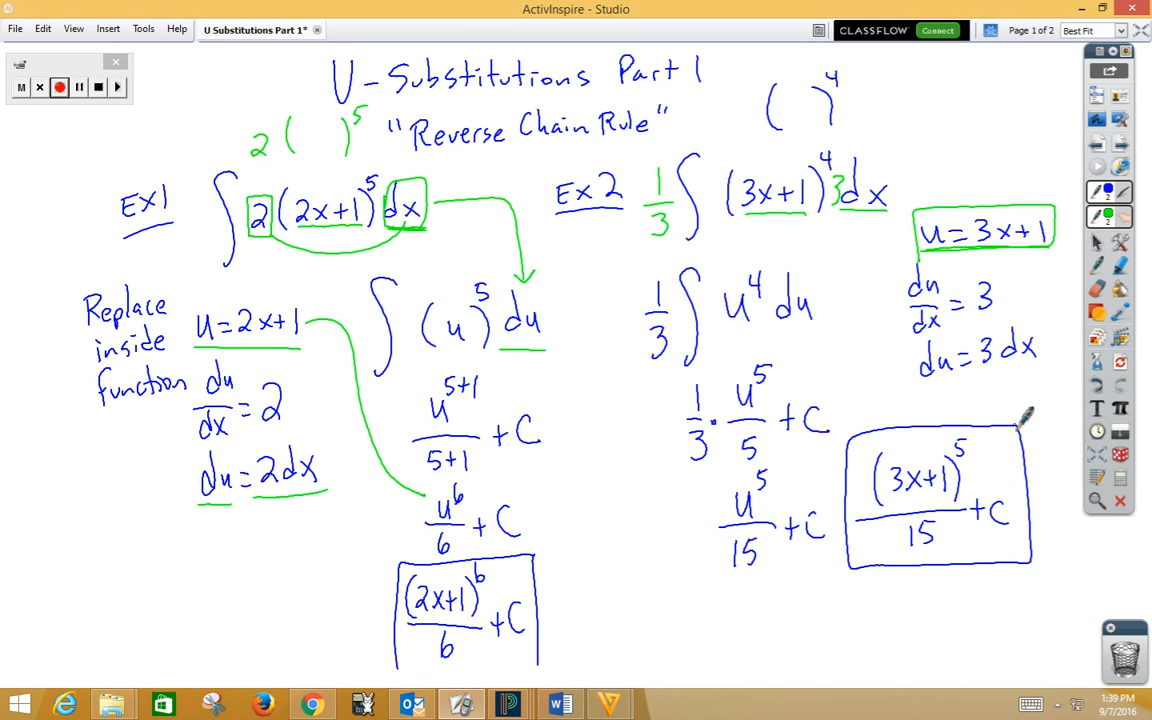 ActivInspire - Studio
File Edit View Insert Tools Help
U Substitutions Part 1*
CLASSFLOW Connect
Page 1 of 2 Best Fit
M
U-Substitutions Part 1
"Reverse Chain Rule"
2( )^5
( )^4
EX1 ∫ 2(2x+1)^5 dx
Replace inside function
u=2x+1
du/dx = 2
du=2dx
∫ (u)^5 du
u^(5+1)/(5+1) + C
u^6/6 + C
(2x+1)^6/6 + C
Ex 2 1/3 ∫ (3x+1)^4 3dx
u=3x+1
du/dx = 3
du=3dx
1/3 ∫ u^4 du
1/3 · u^5/5 + C
u^5/15 + C
(3x+1)^5/15 + C
1:39 PM
9/7/2016